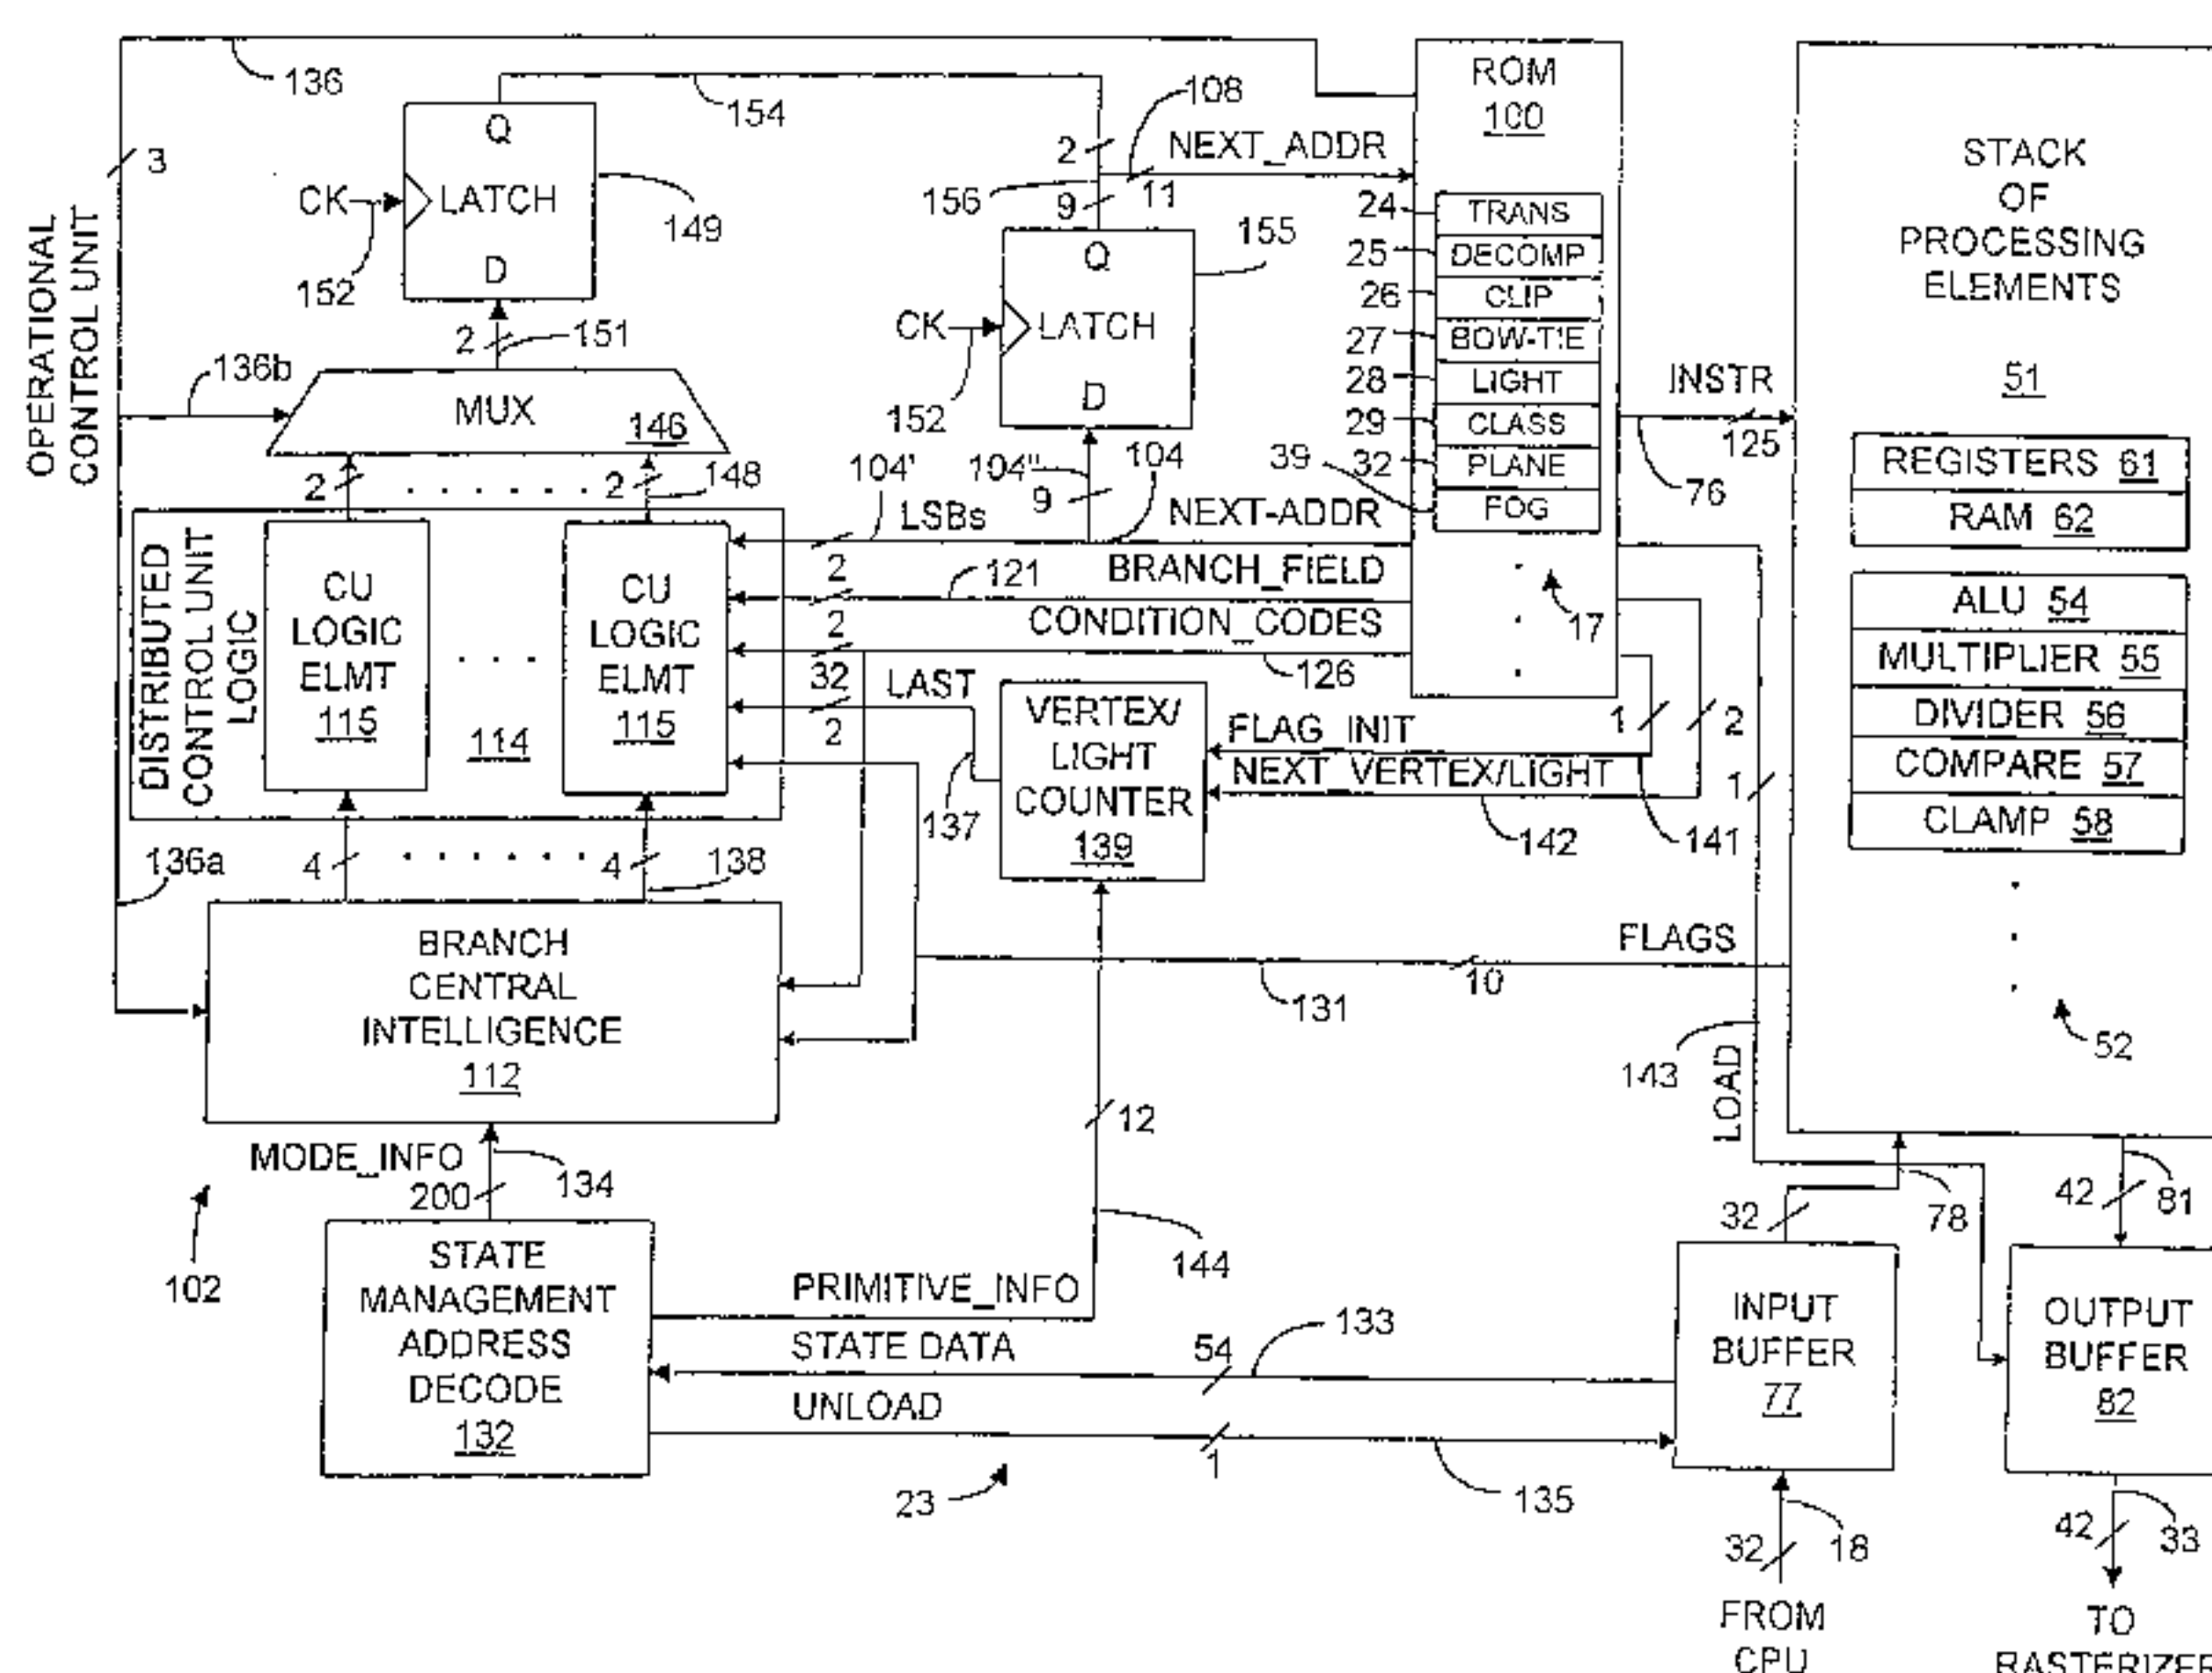 136
3
OPERATIONAL
CONTROL UNIT
Q
LATCH
D
CK
152
149
154
2
151
136b
MUX
146
2
. . . . . .
2
148
DISTRIBUTED
CONTROL UNIT
LOGIC
CU
LOGIC
ELMT
115
. . .
114
CU
LOGIC
ELMT
115
4
. . . . . .
4
138
136a
BRANCH
CENTRAL
INTELLIGENCE
112
MODE_INFO
200
134
102
STATE
MANAGEMENT
ADDRESS
DECODE
132
108
2
NEXT_ADDR
156
9
11
Q
LATCH
D
CK
152
155
104'
104"
9
104
LSBs
2
NEXT-ADDR
121
BRANCH_FIELD
2
CONDITION_CODES
2
32
126
LAST
2
137
VERTEX/
LIGHT
COUNTER
139
FLAG_INIT
NEXT_VERTEX/LIGHT
1
2
1
142
141
FLAGS
10
131
12
144
143
LOAD
PRIMITIVE_INFO
STATE DATA
54
133
UNLOAD
1
135
23
ROM
100
24
TRANS
25
DECOMP
26
CLIP
27
BOW-TIE
28
LIGHT
29
CLASS
32
PLANE
39
FOG
17
INSTR
125
76
STACK
OF
PROCESSING
ELEMENTS
51
REGISTERS 61
RAM 62
ALU 54
MULTIPLIER 55
DIVIDER 56
COMPARE 57
CLAMP 58
52
32
78
42
81
INPUT
BUFFER
77
OUTPUT
BUFFER
82
32
18
FROM
CPU
42
33
TO
RASTERIZER